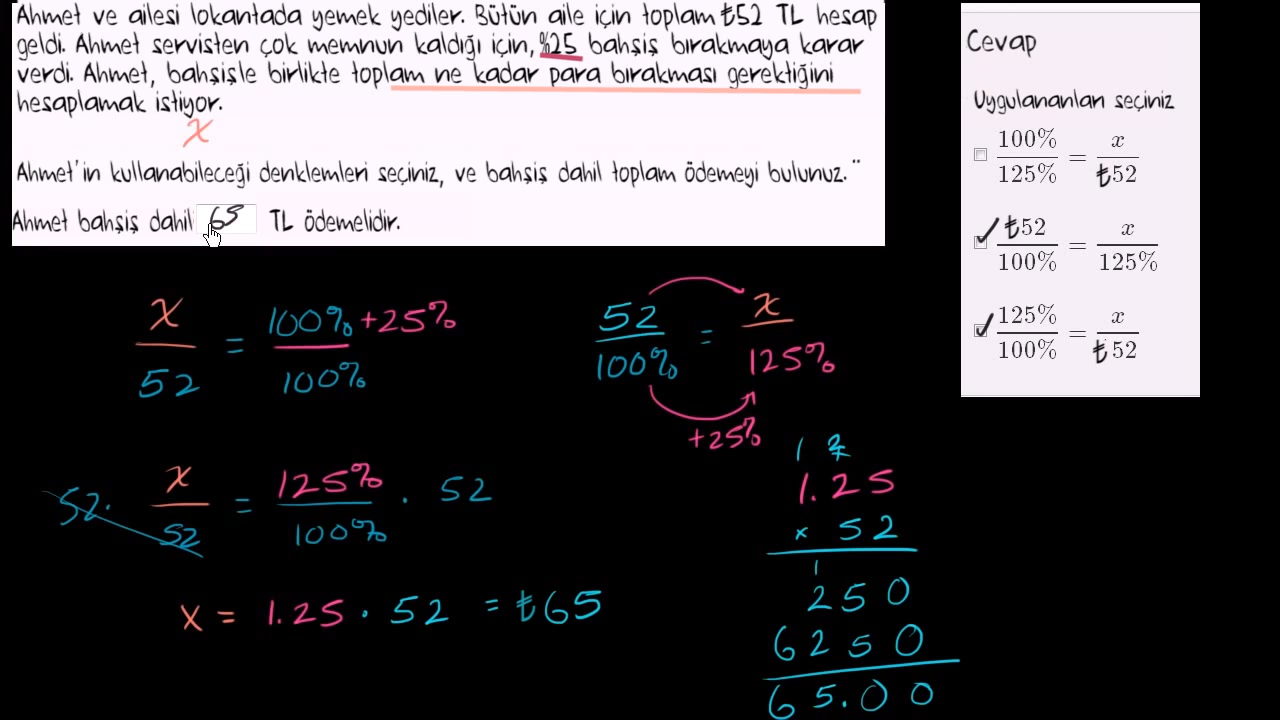 Ahmet ve ailesi lokantada yemek yediler. Bütün aile için toplam ₺52 TL hesap
geldi. Ahmet servisten çok memnun kaldığı için, %25 bahşiş bırakmaya karar
verdi. Ahmet, bahşişle birlikte toplam ne kadar para bırakması gerektiğini
hesaplamak istiyor.
x
Ahmet'in kullanabileceği denklemleri seçiniz, ve bahşiş dahil toplam ödemeyi bulunuz."
Ahmet bahşiş dahil 65 TL ödemelidir.
Cevap
Uygulananları seçiniz
100%/125% = x/₺52
✓ ₺52/100% = x/125%
✓ 125%/100% = x/₺52
x/52 = 100%+25%/100%
52/100% = x/125%
+25%
52. x/52 = 125%/100% . 52
x = 1.25 . 52 = ₺65
1 2
1.25
x 52
1
250
6250
65.00